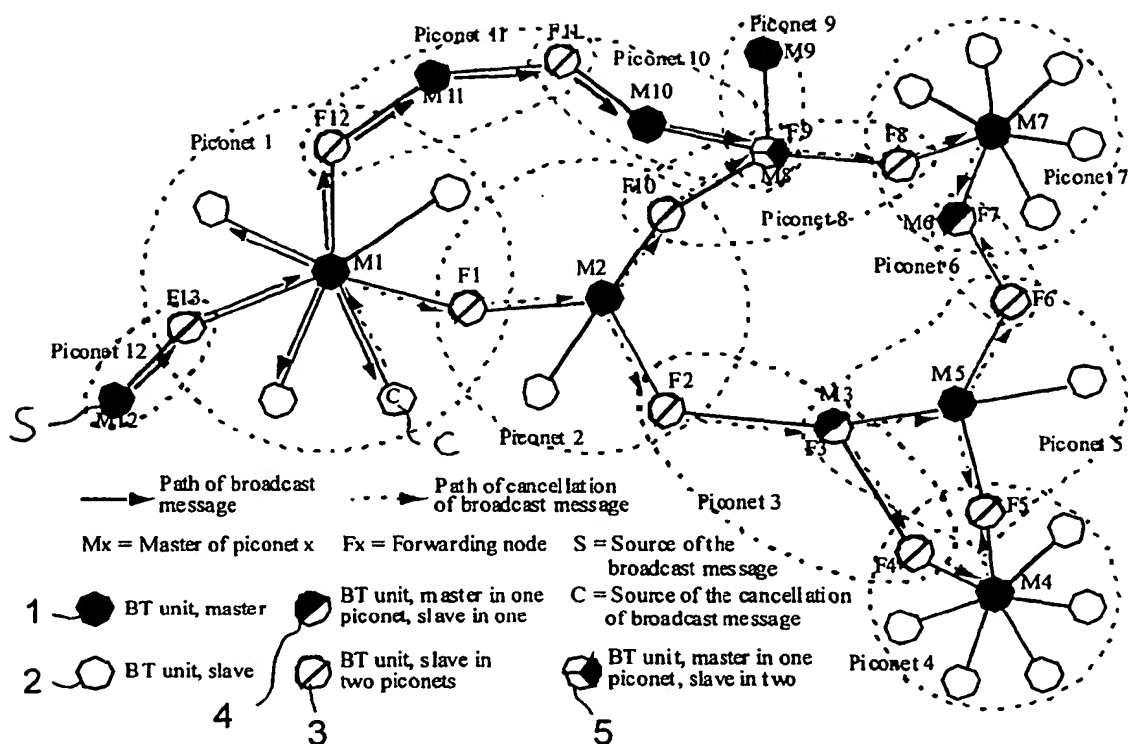 Piconet 9
F11
Piconet 11
Piconet 10
M9
M11
M10
F12
F9
F8
M7
Piconet 1
M8
F10
Piconet 7
M6
F7
Piconet 8
M1
M2
Piconet 6
F1
F13
F6
Piconet 12
M5
F2
M3
S
M12
C
C
Piconet 2
F3
Piconet 5
Path of broadcast
message
Path of cancellation
of broadcast message
Piconet 3
F5
Mx = Master of piconet x
Fx = Forwarding node
S = Source of the
broadcast message
F4
M4
1
BT unit, master
BT unit, master in one
piconet, slave in one
C = Source of the cancellation
of broadcast message
Piconet 4
2
BT unit, slave
BT unit, slave in
two piconets
BT unit, master in one
piconet, slave in two
4
3
5